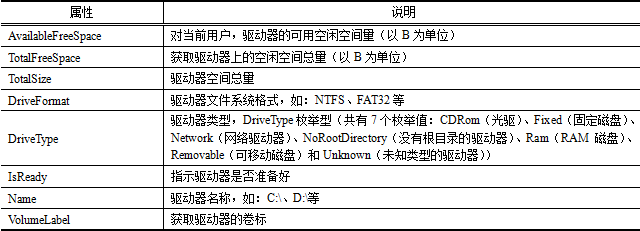 属性 说明
AvailableFreeSpace 对当前用户，驱动器的可用空闲空间量（以 B 为单位）
TotalFreeSpace 获取驱动器上的空闲空间总量（以 B 为单位）
TotalSize 驱动器空间总量
DriveFormat 驱动器文件系统格式，如：NTFS、FAT32 等
DriveType 驱动器类型，DriveType 枚举型（共有 7 个枚举值：CDRom（光驱）、Fixed（固定磁盘）、
Network（网络驱动器）、NoRootDirectory（没有根目录的驱动器）、Ram（RAM 磁盘）、
Removable（可移动磁盘）和 Unknown（未知类型的驱动器））
IsReady 指示驱动器是否准备好
Name 驱动器名称，如：C:\、D:\等
VolumeLabel 获取驱动器的卷标